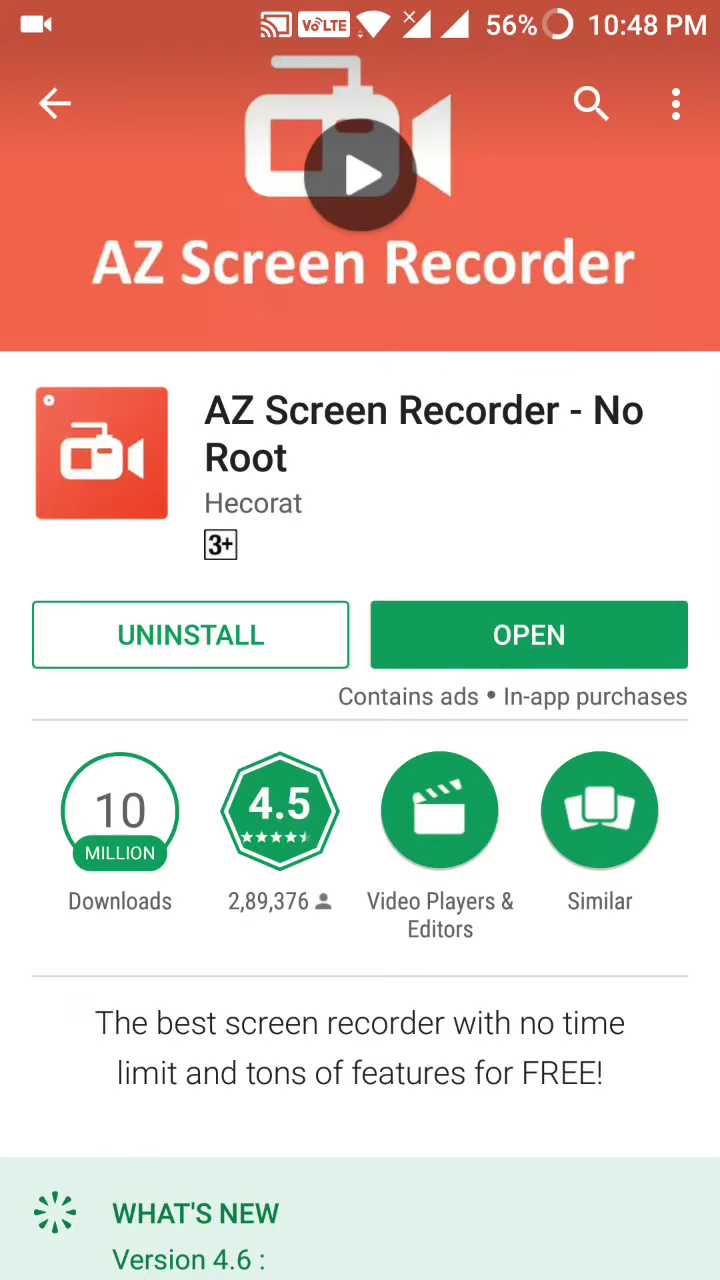 VoLTE 56% 10:48 PM
AZ Screen Recorder
AZ Screen Recorder - No
Root
Hecorat
3+
UNINSTALL OPEN
Contains ads • In-app purchases
10
MILLION
4.5
Downloads
2,89,376
Video Players &
Editors
Similar
The best screen recorder with no time
limit and tons of features for FREE!
WHAT'S NEW
Version 4.6 :